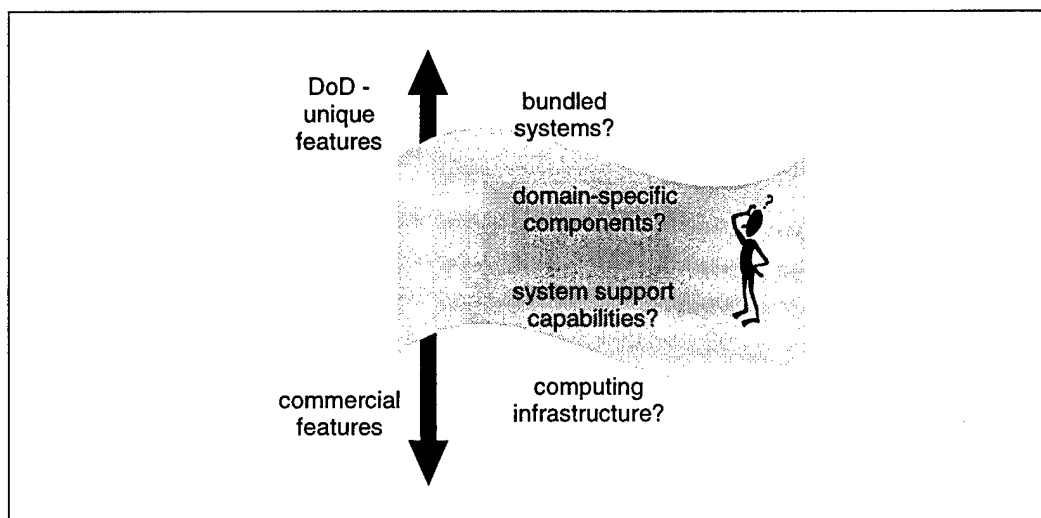 DoD -
unique
features
bundled
systems?
domain-specific
components?
?
system support
capabilities?
commercial
features
computing
infrastructure?